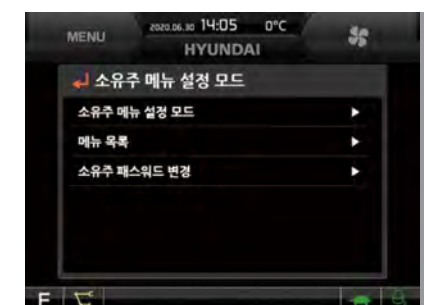 MENU
2020.06.30 14:05 0°C
HYUNDAI
소유주 메뉴 설정 모드
소유주 메뉴 설정 모드
메뉴 목록
소유주 패스워드 변경
E